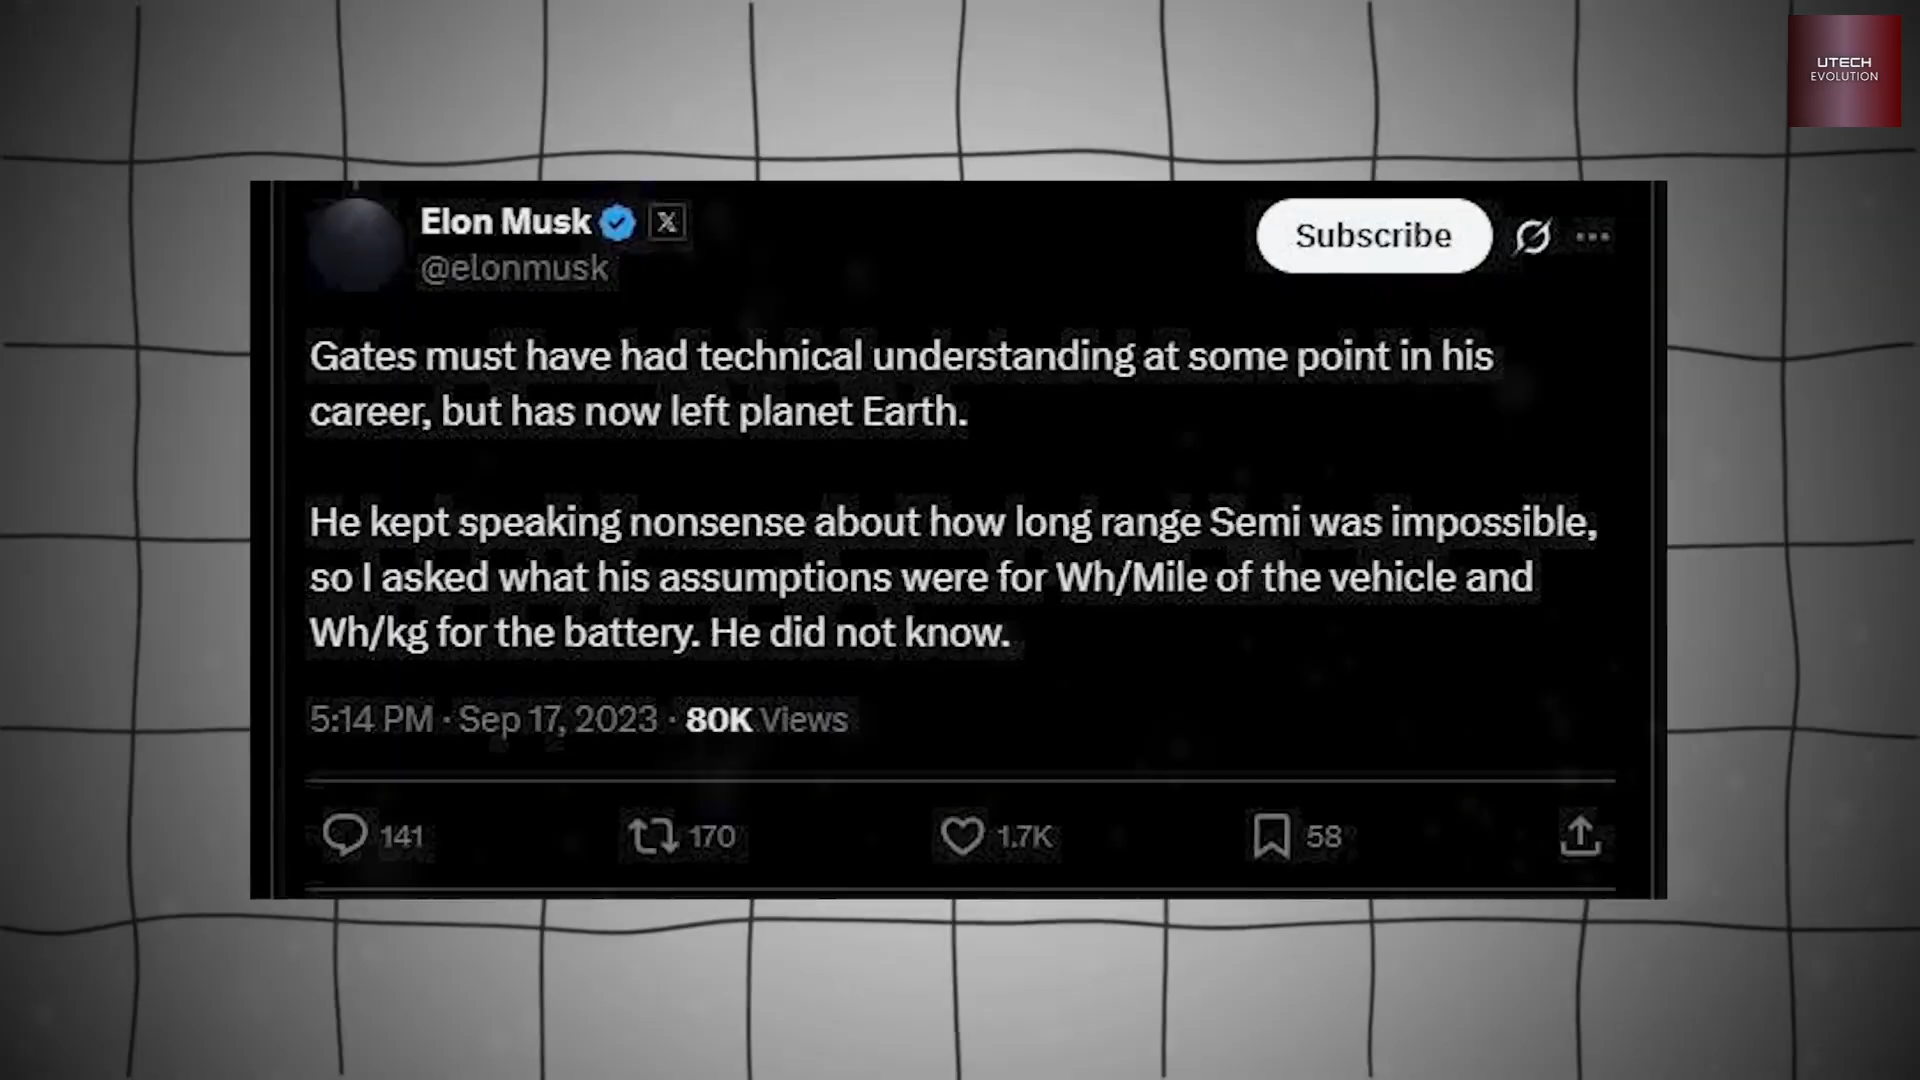 UTECH
EVOLUTION
Elon Musk
@elonmusk
Subscribe
Gates must have had technical understanding at some point in his
career, but has now left planet Earth.
He kept speaking nonsense about how long range Semi was impossible,
so I asked what his assumptions were for Wh/Mile of the vehicle and
Wh/kg for the battery. He did not know.
5:14 PM · Sep 17, 2023 · 80K Views
141 170 1.7K 58